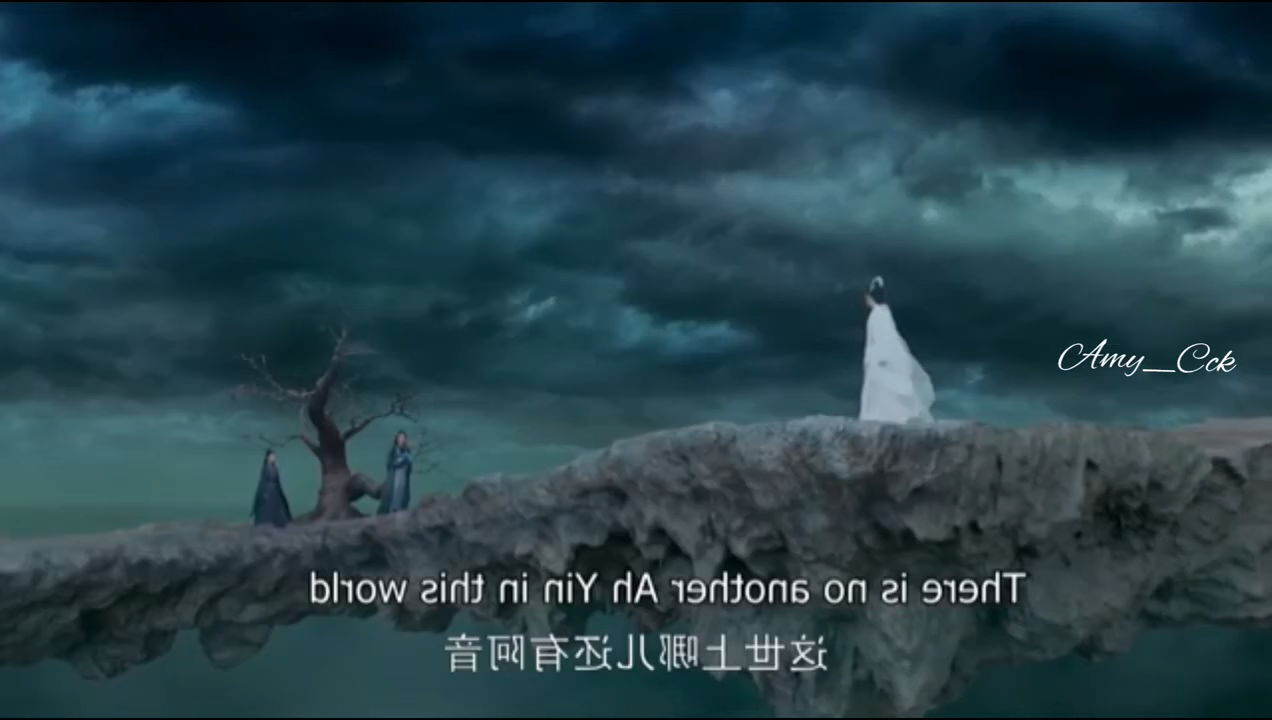 Amy_Cck
There is no another Ah Yin in this world
这世上哪儿还有阿音